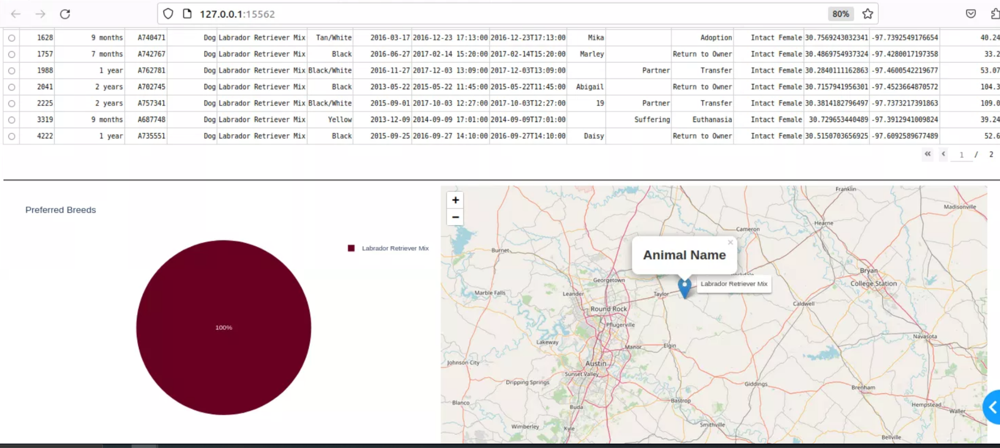 127.0.0.1:15562 80%
1628 9 months A740471 Dog Labrador Retriever Mix Tan/White 2016-03-17 2016-12-23 17:13:00 2016-12-23T17:13:00 Mika Adoption Intact Female 30.7569243032341 -97.7392549176654 40.24
1757 7 months A742767 Dog Labrador Retriever Mix Black 2016-06-27 2017-02-14 15:20:00 2017-02-14T15:20:00 Marley Return to Owner Intact Female 30.4869754937324 -97.4280017197358 33.2
1988 1 year A762781 Dog Labrador Retriever Mix Black/White 2016-11-27 2017-12-03 13:09:00 2017-12-03T13:09:00 Partner Transfer Intact Female 30.2840111162863 -97.4600542219677 53.07
2041 2 years A702745 Dog Labrador Retriever Mix Black 2013-05-22 2015-05-22 11:45:00 2015-05-22T11:45:00 Abigail Return to Owner Intact Female 30.7157941956301 -97.4523664870572 104.3
2225 2 years A757341 Dog Labrador Retriever Mix Black/White 2015-09-01 2017-10-03 12:27:00 2017-10-03T12:27:00 19 Partner Transfer Intact Female 30.3814182796497 -97.7373217391863 109.0
3319 9 months A687748 Dog Labrador Retriever Mix Yellow 2013-12-09 2014-09-09 17:01:00 2014-09-09T17:01:00 Suffering Euthanasia Intact Female 30.729653440489 -97.3912941009824 39.24
4222 1 year A735551 Dog Labrador Retriever Mix Black 2015-09-25 2016-09-27 14:10:00 2016-09-27T14:10:00 Daisy Return to Owner Intact Female 30.5150703656925 -97.6092589677489 52.6
« ‹ 1 / 2
Preferred Breeds
Labrador Retriever Mix
100%
+
−
Franklin
Madisonville
Hearne
Cameron
Burnet
Animal Name
×
Bryan
College Station
Georgetown
Labrador Retriever Mix
Marble Falls
Leander
Taylor
Caldwell
Round Rock
Pflugerville
Navasota
Lakeway
Manor
Elgin
Johnson City
Austin
Sunset Valley
Dripping Springs
Giddings
Brenham
Blanco
Bastrop
Buda
Hempstead
Waller
Wimberley
Kyle
Smithville
Bellville